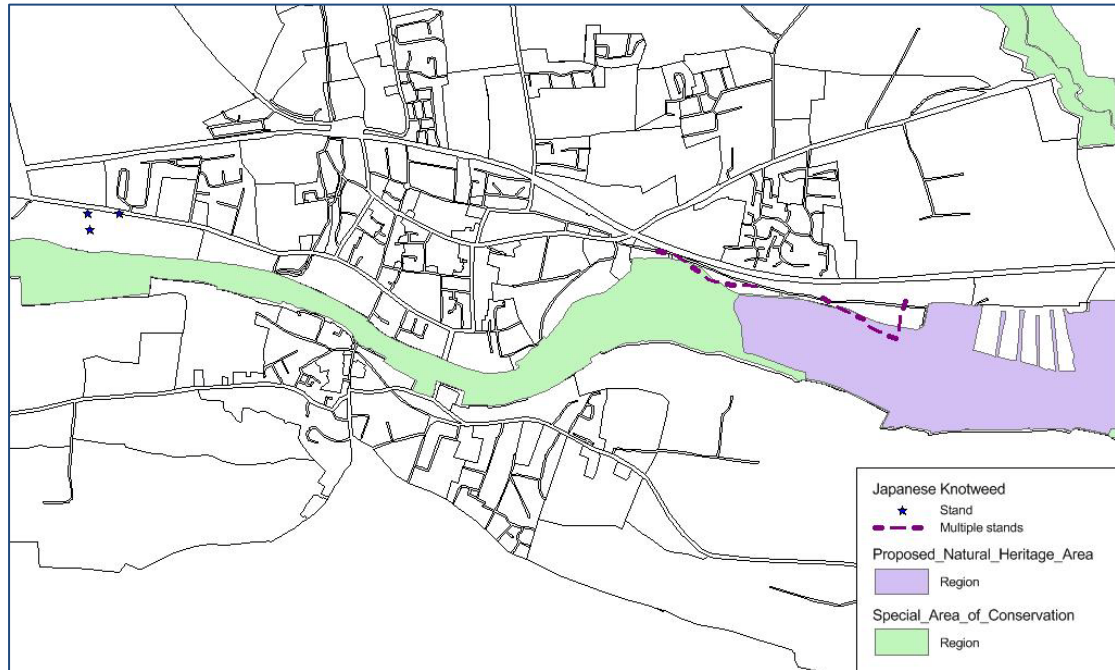 Japanese Knotweed
Stand
Multiple stands
Proposed_Natural_Heritage_Area
Region
Special_Area_of_Conservation
Region